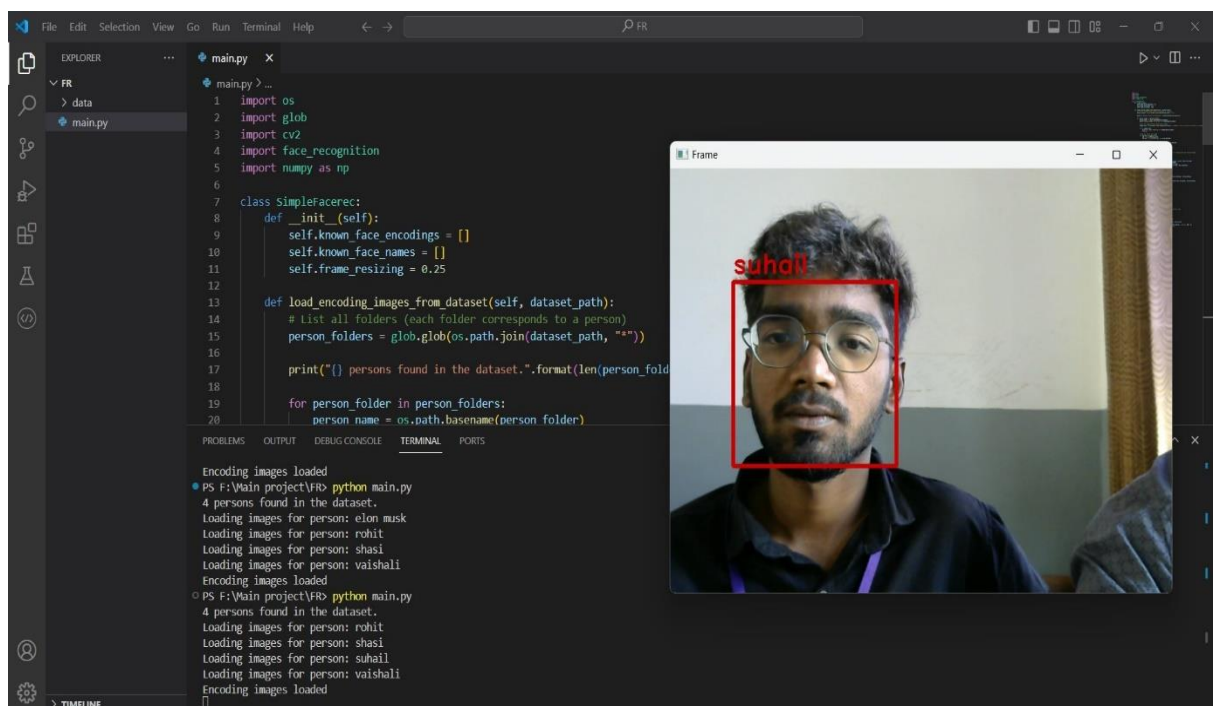 File Edit Selection View Go Run Terminal Help
FR
EXPLORER
FR
data
main.py
TIMELINE
main.py
main.py > ...
1 import os
2 import glob
3 import cv2
4 import face_recognition
5 import numpy as np
6
7 class SimpleFacerec:
8 def __init__(self):
9 self.known_face_encodings = []
10 self.known_face_names = []
11 self.frame_resizing = 0.25
12
13 def load_encoding_images_from_dataset(self, dataset_path):
14 # List all folders (each folder corresponds to a person)
15 person_folders = glob.glob(os.path.join(dataset_path, "*"))
16
17 print("{} persons found in the dataset.".format(len(person_fold
18
19 for person_folder in person_folders:
20 person_name = os.path.basename(person_folder)
Frame
suhail
PROBLEMS OUTPUT DEBUG CONSOLE TERMINAL PORTS
Encoding images loaded
PS F:\Main project\FR> python main.py
4 persons found in the dataset.
Loading images for person: elon musk
Loading images for person: rohit
Loading images for person: shasi
Loading images for person: vaishali
Encoding images loaded
PS F:\Main project\FR> python main.py
4 persons found in the dataset.
Loading images for person: rohit
Loading images for person: shasi
Loading images for person: suhail
Loading images for person: vaishali
Encoding images loaded